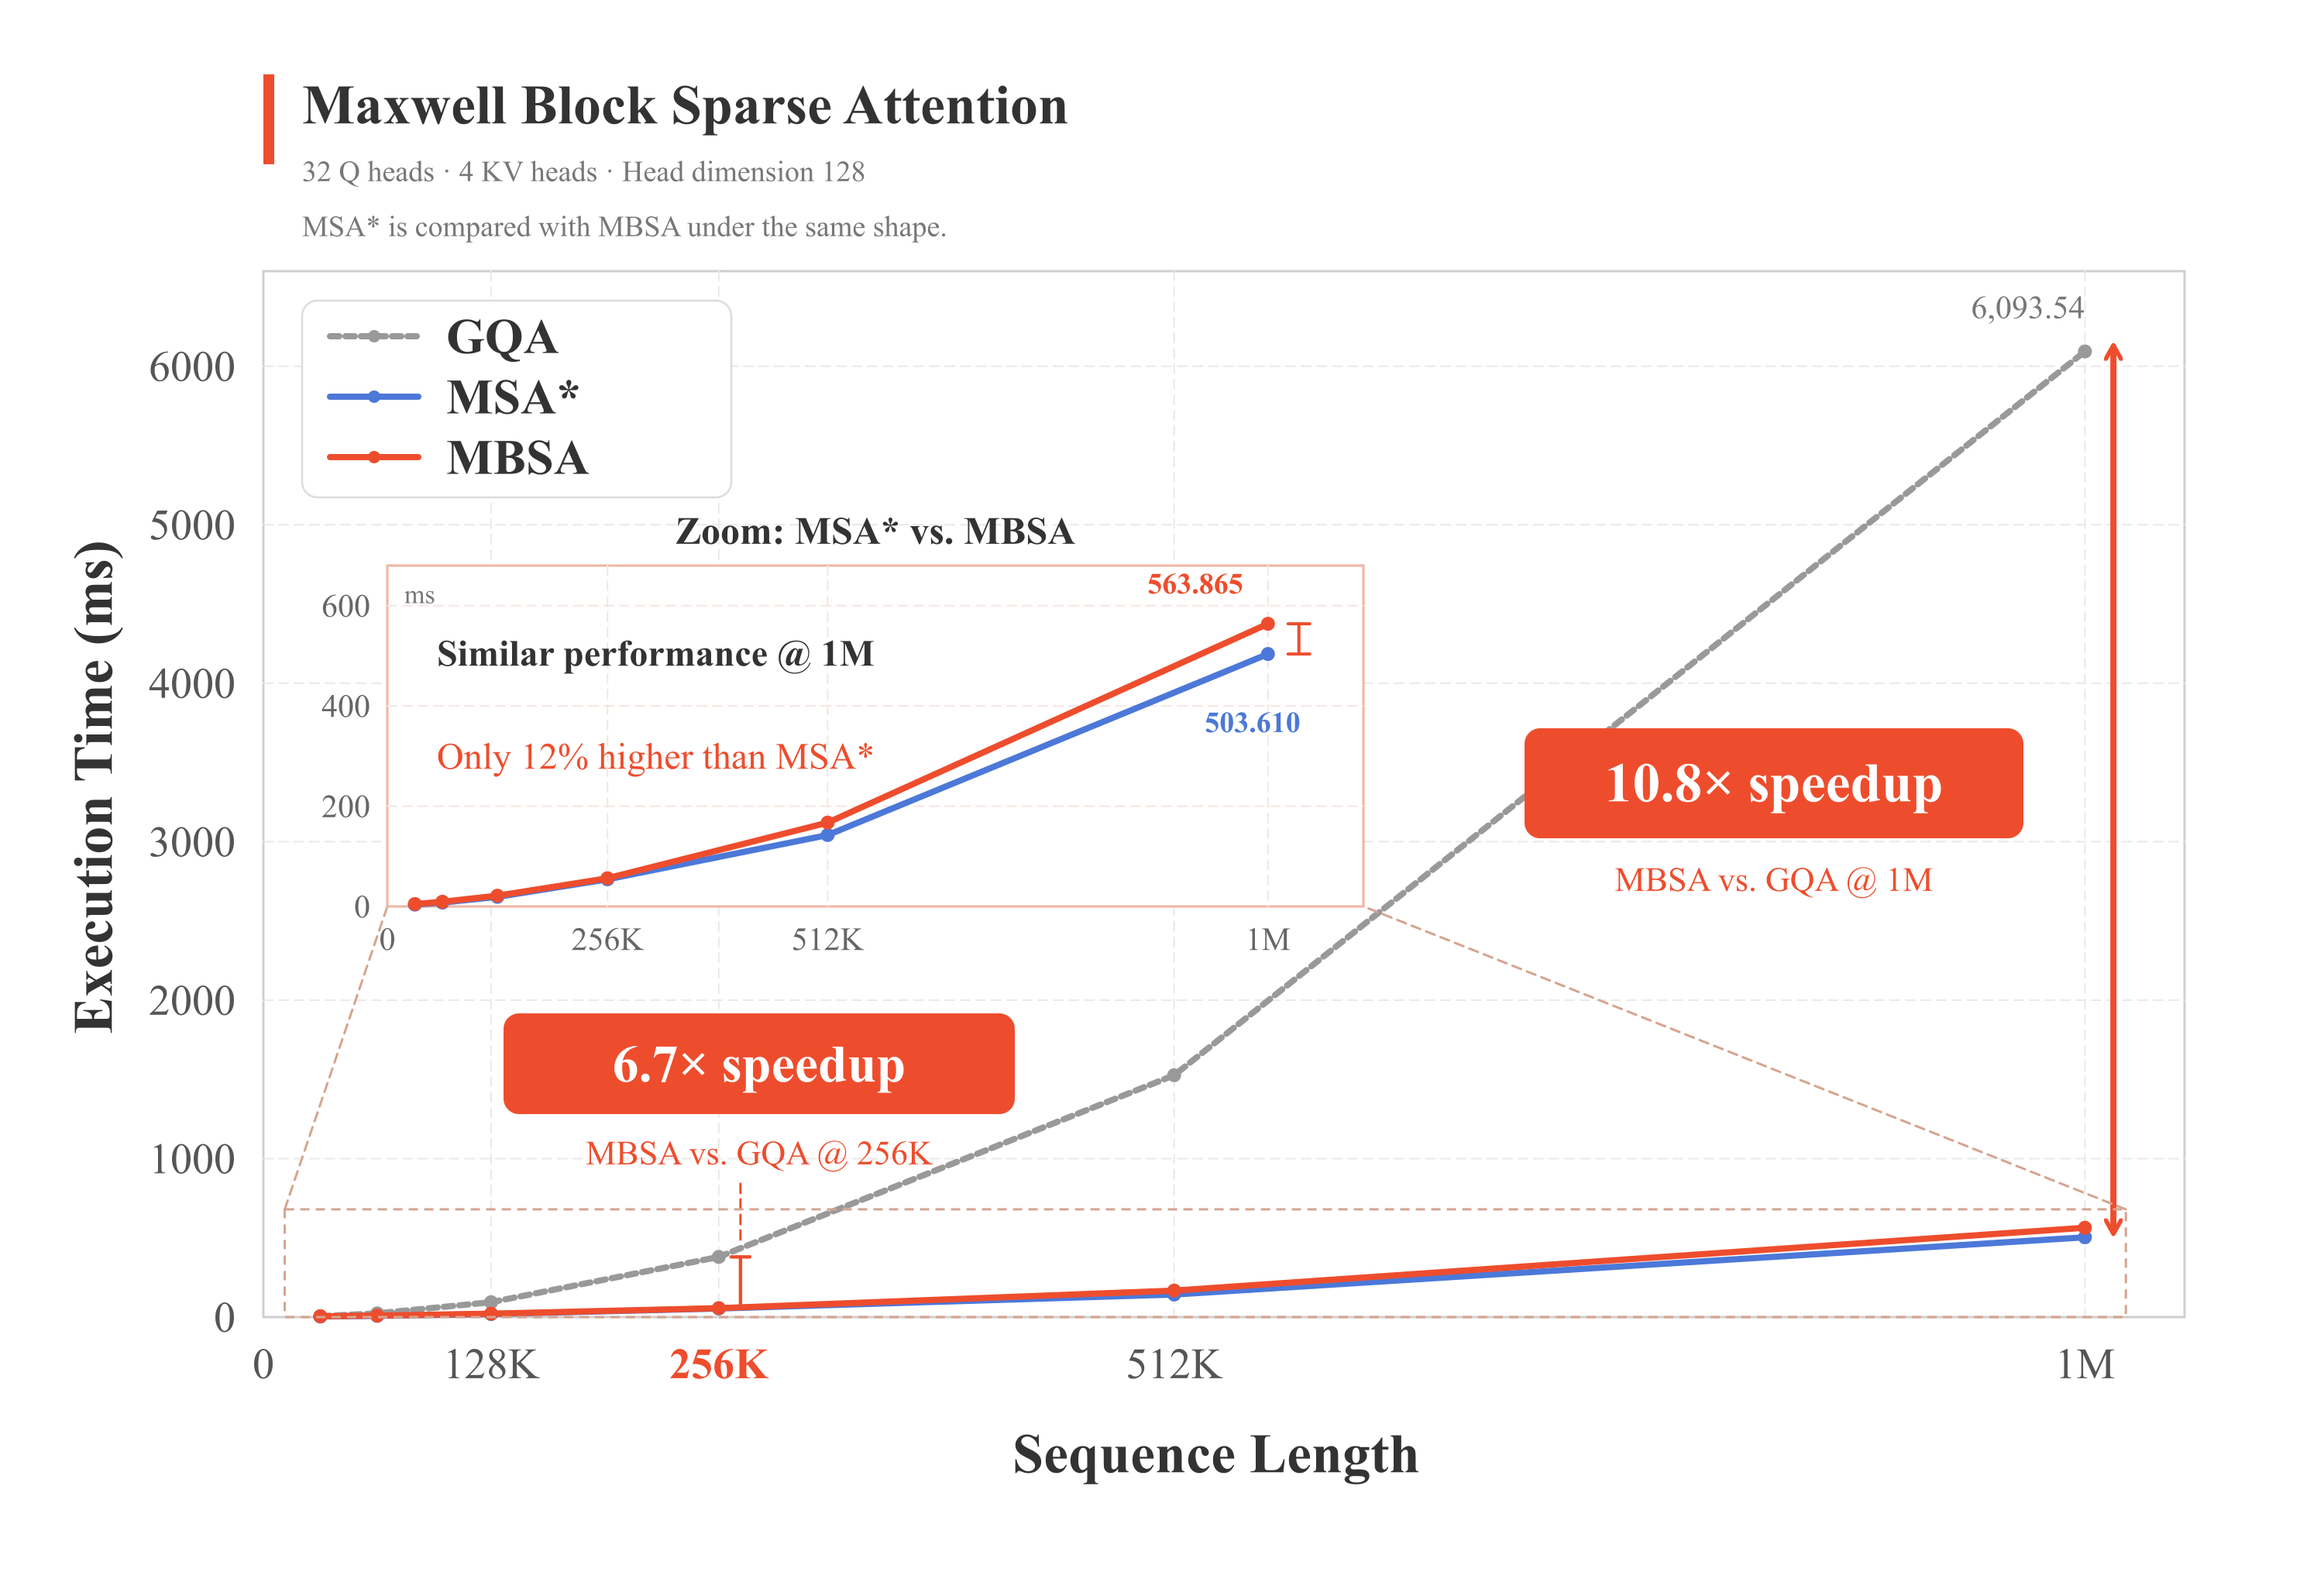 Maxwell Block Sparse Attention
32 Q heads · 4 KV heads · Head dimension 128
MSA* is compared with MBSA under the same shape.
GQA
MSA*
MBSA
6,093.54
Execution Time (ms)
6000
5000
4000
3000
2000
1000
0
Zoom: MSA* vs. MBSA
ms
600
400
200
0
563.865
503.610
Similar performance @ 1M
Only 12% higher than MSA*
0
256K
512K
1M
10.8× speedup
MBSA vs. GQA @ 1M
6.7× speedup
MBSA vs. GQA @ 256K
0
128K
256K
512K
1M
Sequence Length